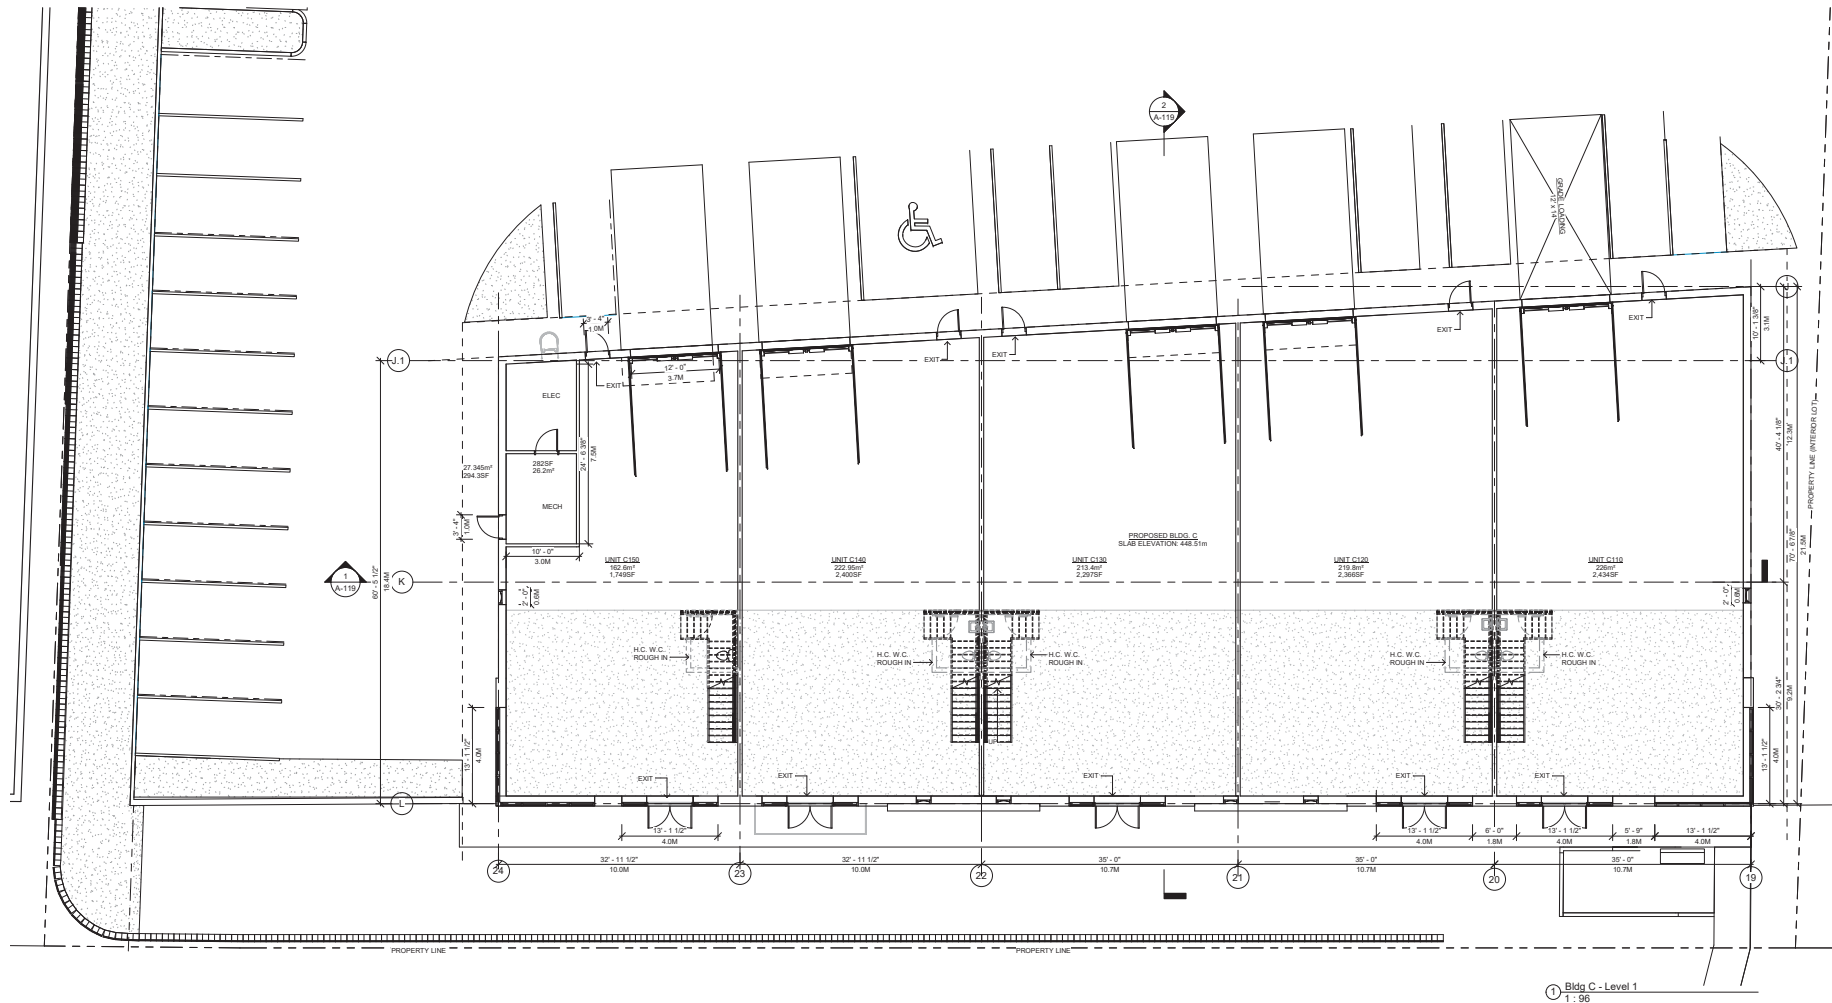 2
A-119
GRADE LOADING
12' x 14'
3'- 4"
1.0M
EXIT
EXIT
EXIT
EXIT
EXIT
10' - 1 3/8"
3.1M
J.1
J.1
12' - 0"
3.7M
ELEC
24' - 6 3/8"
7.5M
27.345m²
294.3SF
282SF
26.2m²
MECH
3' - 4"
1.0M
10' - 0"
3.0M
40' - 4 1/8"
12.3M
PROPERTY LINE (INTERIOR LOT)
70' - 6 7/8"
21.5M
PROPOSED BLDG. C
SLAB ELEVATION: 448.51m
UNIT C150
162.6m²
1,749SF
UNIT C140
222.95m²
2,400SF
UNIT C130
213.4m²
2,297SF
UNIT C120
219.8m²
2,366SF
UNIT C110
226m²
2,434SF
1
A-119
60' - 5 1/2"
18.4M
K
2' - 0"
0.6M
2' - 0"
0.6M
H.C. W.C.
ROUGH IN
H.C. W.C.
ROUGH IN
H.C. W.C.
ROUGH IN
H.C. W.C.
ROUGH IN
H.C. W.C.
ROUGH IN
30' - 2 3/4"
9.2M
UP
13' - 1 1/2"
4.0M
13' - 1 1/2"
4.0M
EXIT
EXIT
EXIT
EXIT
EXIT
L
13' - 1 1/2"
4.0M
13' - 1 1/2"
4.0M
6' - 0"
1.8M
13' - 1 1/2"
4.0M
5' - 9"
1.8M
13' - 1 1/2"
4.0M
32' - 11 1/2"
10.0M
32' - 11 1/2"
10.0M
35' - 0"
10.7M
35' - 0"
10.7M
35' - 0"
10.7M
24
23
22
21
20
19
PROPERTY LINE
PROPERTY LINE
1
Bldg C - Level 1
1 : 96